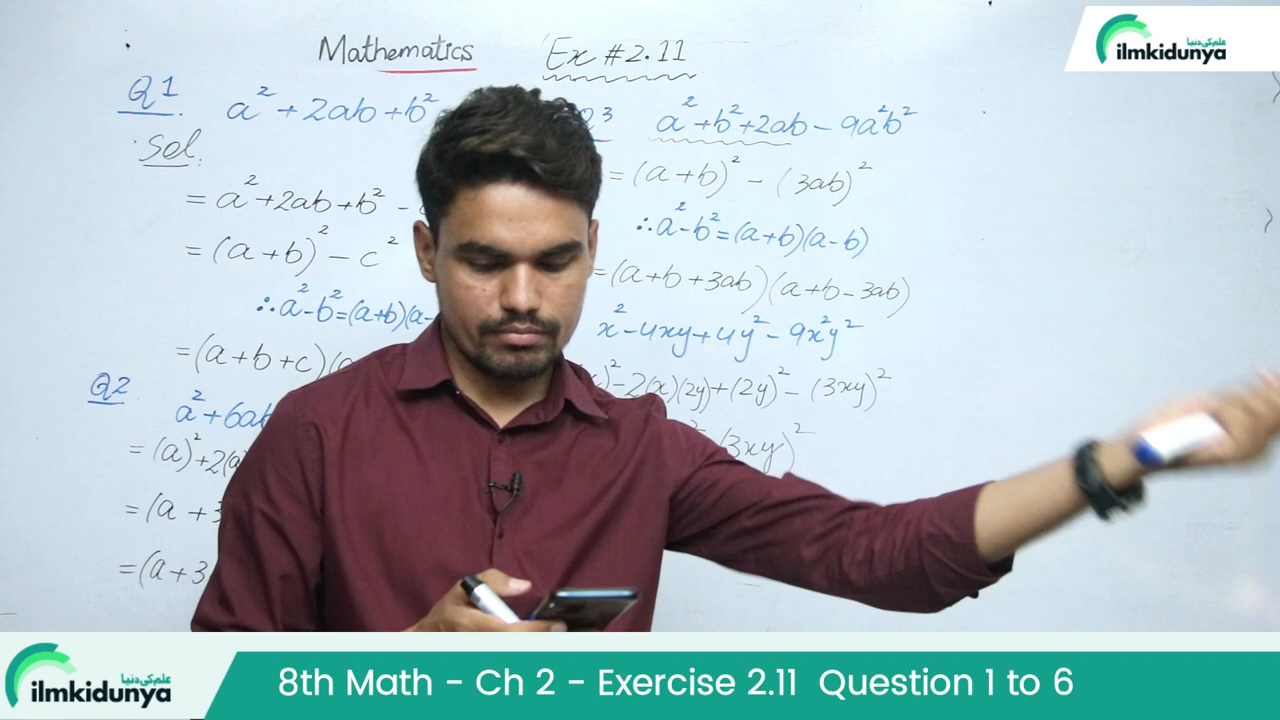 Mathematics Ex #2.11
علم کی دنیا
ilmkidunya
Q1 a² + 2ab + b²
Sol.
= a² + 2ab + b² -
= (a + b)² - c²
∴ a² - b² = (a + b)(a -
= (a + b + c)(a
Q2
a² + 6ab
= (a)² + 2(a
= (a + 3
= (a + 3
Q3 a² + b² + 2ab - 9a²b²
= (a + b)² - (3ab)²
∴ a² - b² = (a + b)(a - b)
= (a + b + 3ab)(a + b - 3ab)
x² - 4xy + 4y² - 9x²y²
)² - 2(x)(2y) + (2y)² - (3xy)²
(3xy)²
علم کی دنیا
ilmkidunya
8th Math - Ch 2 - Exercise 2.11 Question 1 to 6